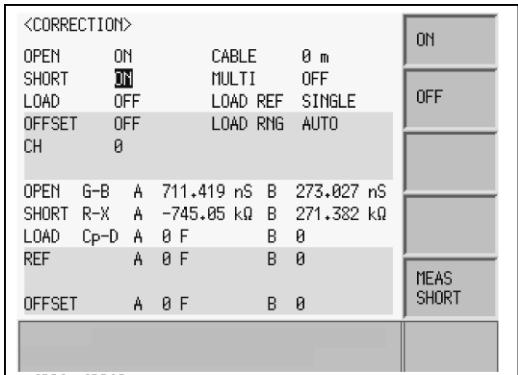 <CORRECTION>
OPEN ON CABLE 0 m
SHORT ON MULTI OFF
LOAD OFF LOAD REF SINGLE
OFFSET OFF LOAD RNG AUTO
CH 0
OPEN G-B A 711.419 nS B 273.027 nS
SHORT R-X A -745.05 kΩ B 271.382 kΩ
LOAD Cp-D A 0 F B 0
REF A 0 F B 0
OFFSET A 0 F B 0
ON
OFF
MEAS
SHORT